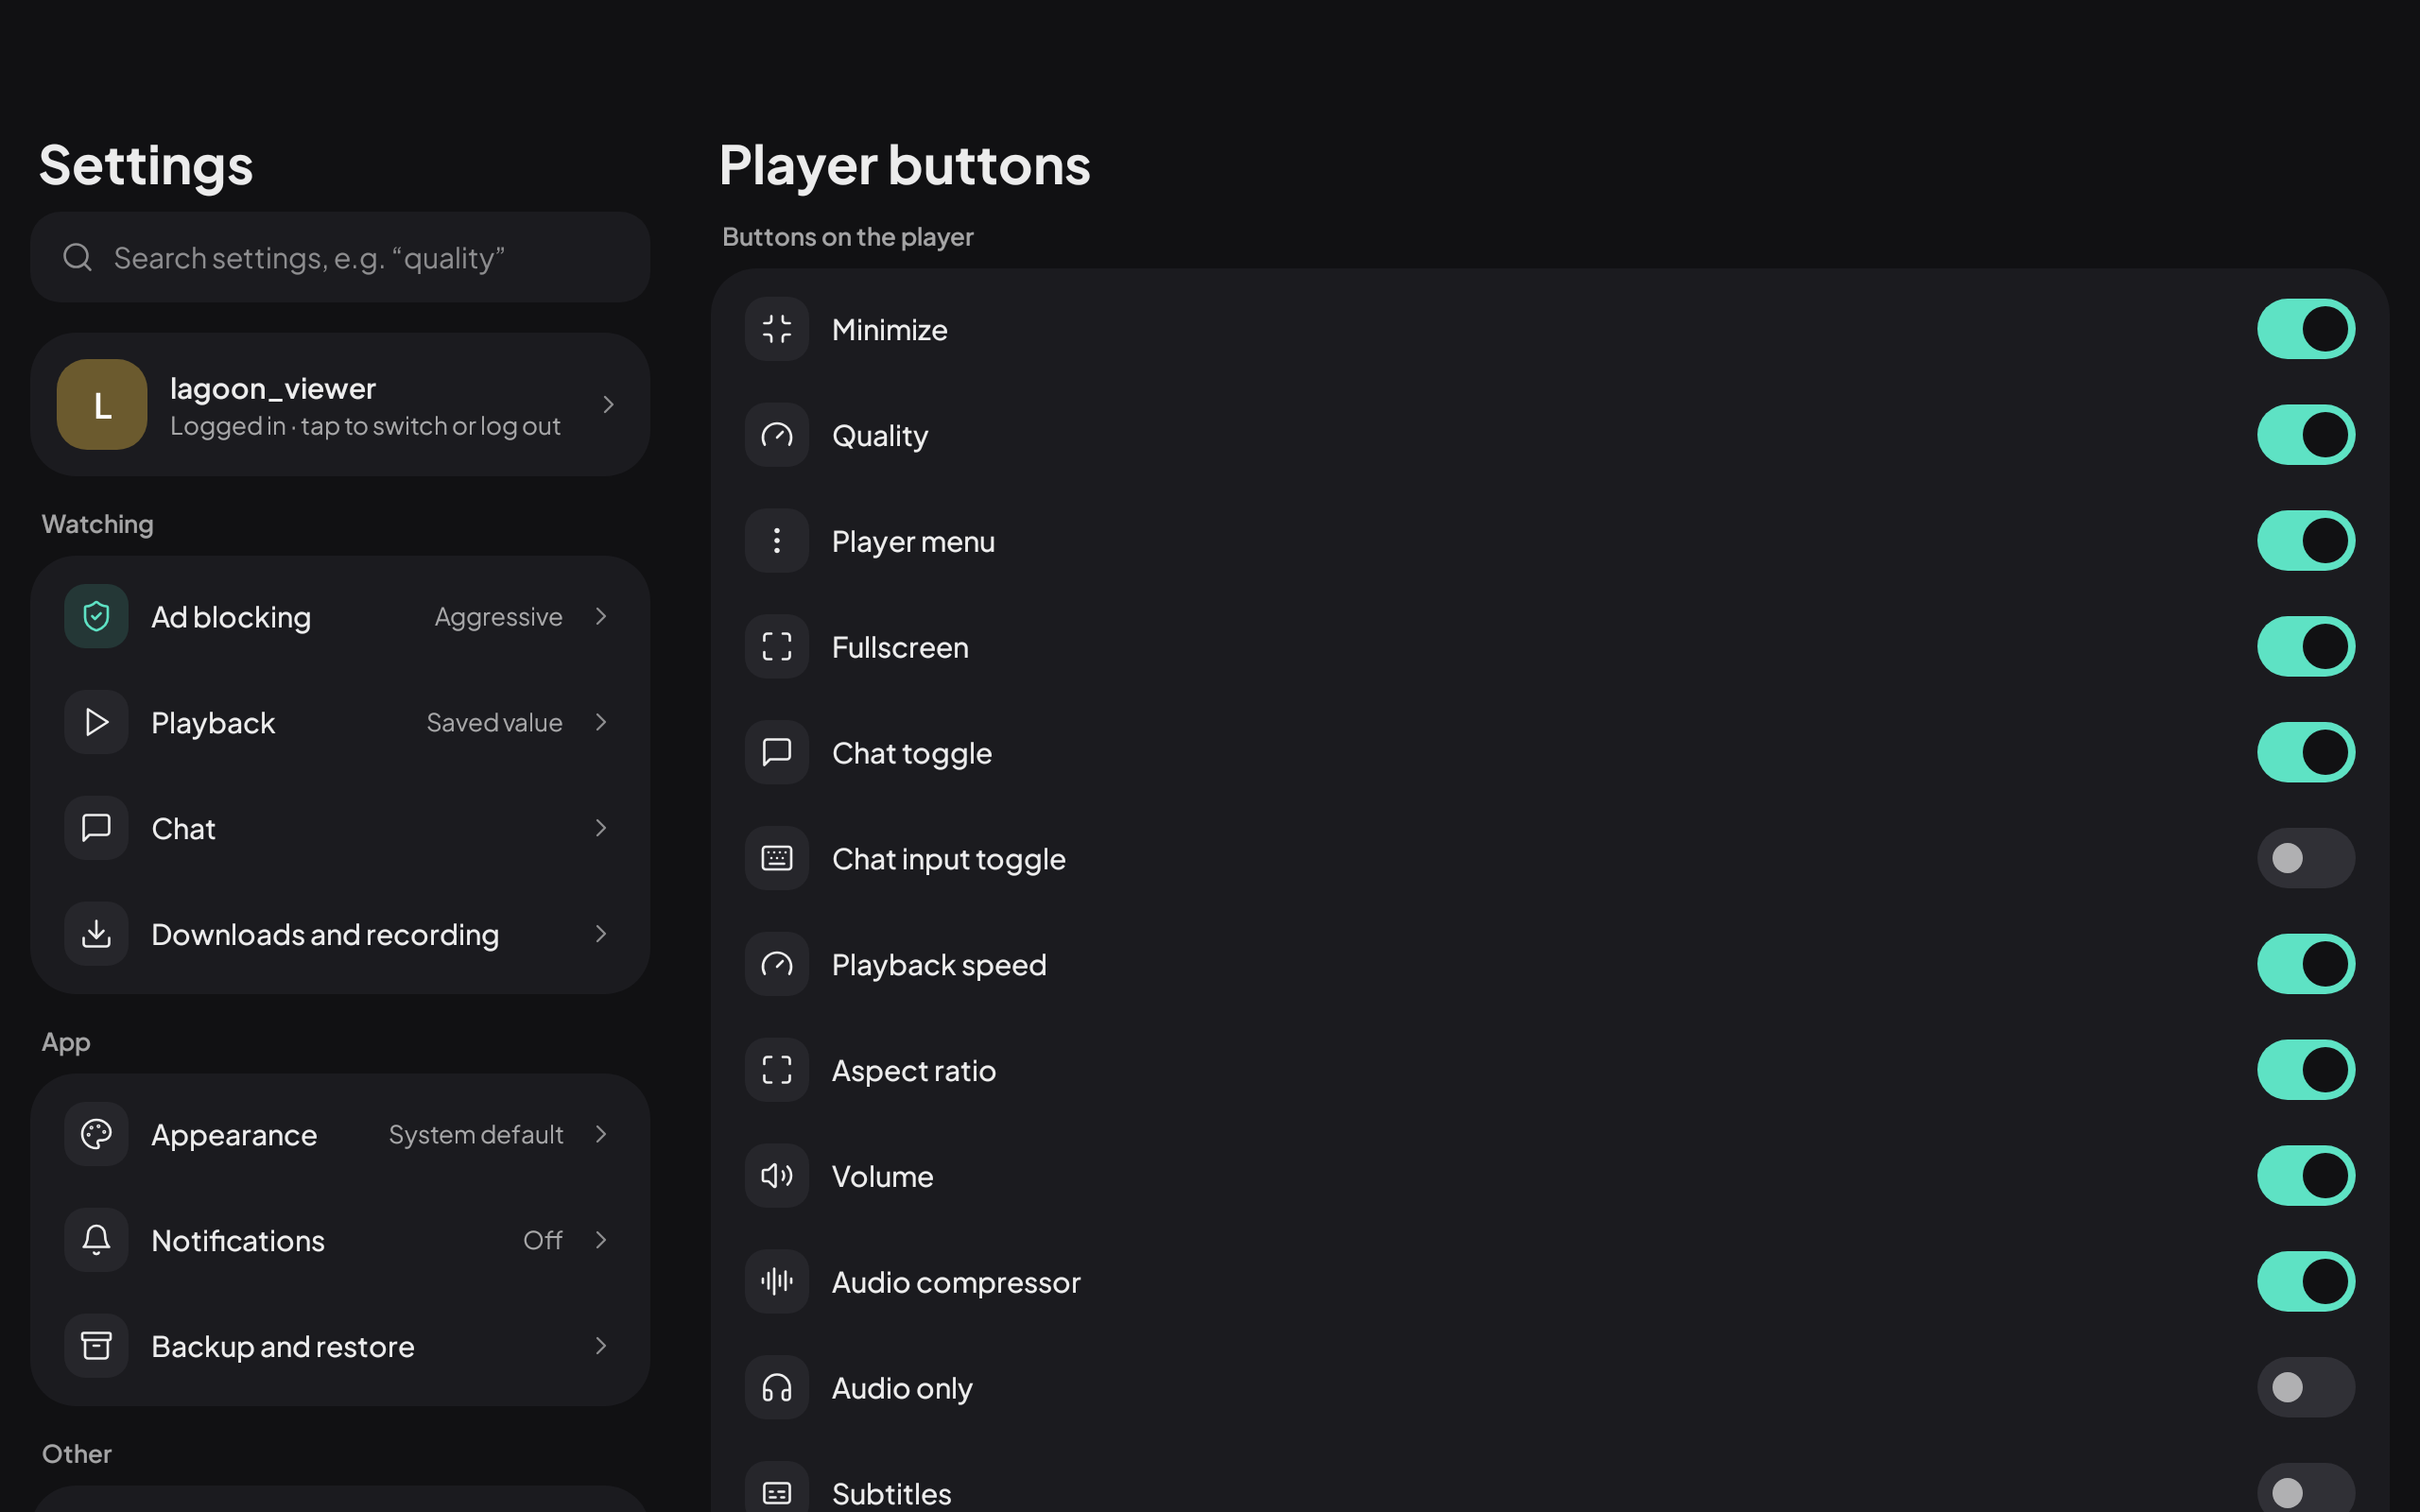 Settings
Search settings, e.g. “quality”
L
lagoon_viewer
Logged in · tap to switch or log out
Watching
Ad blocking
Aggressive
Playback
Saved value
Chat
Downloads and recording
App
Appearance
System default
Notifications
Off
Backup and restore
Other
Player buttons
Buttons on the player
Minimize
Quality
Player menu
Fullscreen
Chat toggle
Chat input toggle
Playback speed
Aspect ratio
Volume
Audio compressor
Audio only
Subtitles